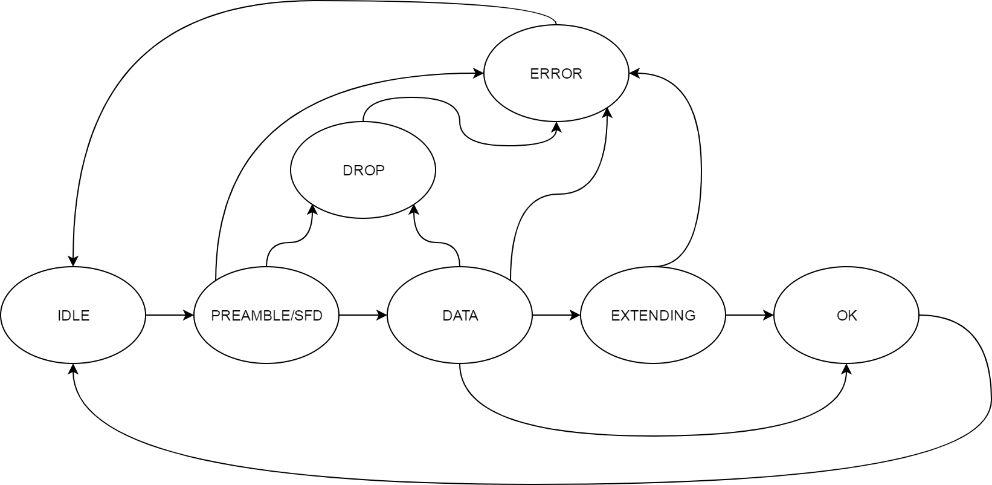 ERROR
DROP
IDLE
PREAMBLE/SFD
DATA
EXTENDING
OK